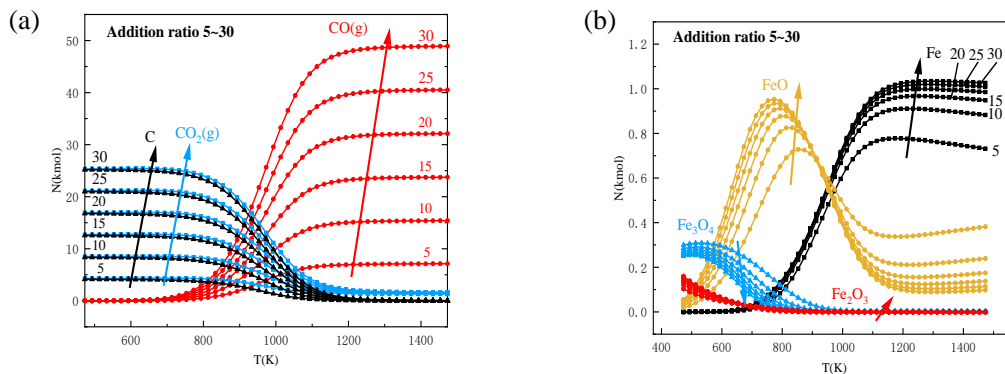 (a)
Addition ratio 5~30
CO(g)
30
25
20
15
10
5
C
CO₂(g)
30
25
20
15
10
5
50
40
30
20
10
0
N(kmol)
600
800
1000
1200
1400
T(K)
(b)
Addition ratio 5~30
Fe
20
25
30
15
10
5
FeO
Fe₃O₄
Fe₂O₃
1.2
1.0
0.8
0.6
0.4
0.2
0.0
N(kmol)
400
600
800
1000
1200
1400
T(K)